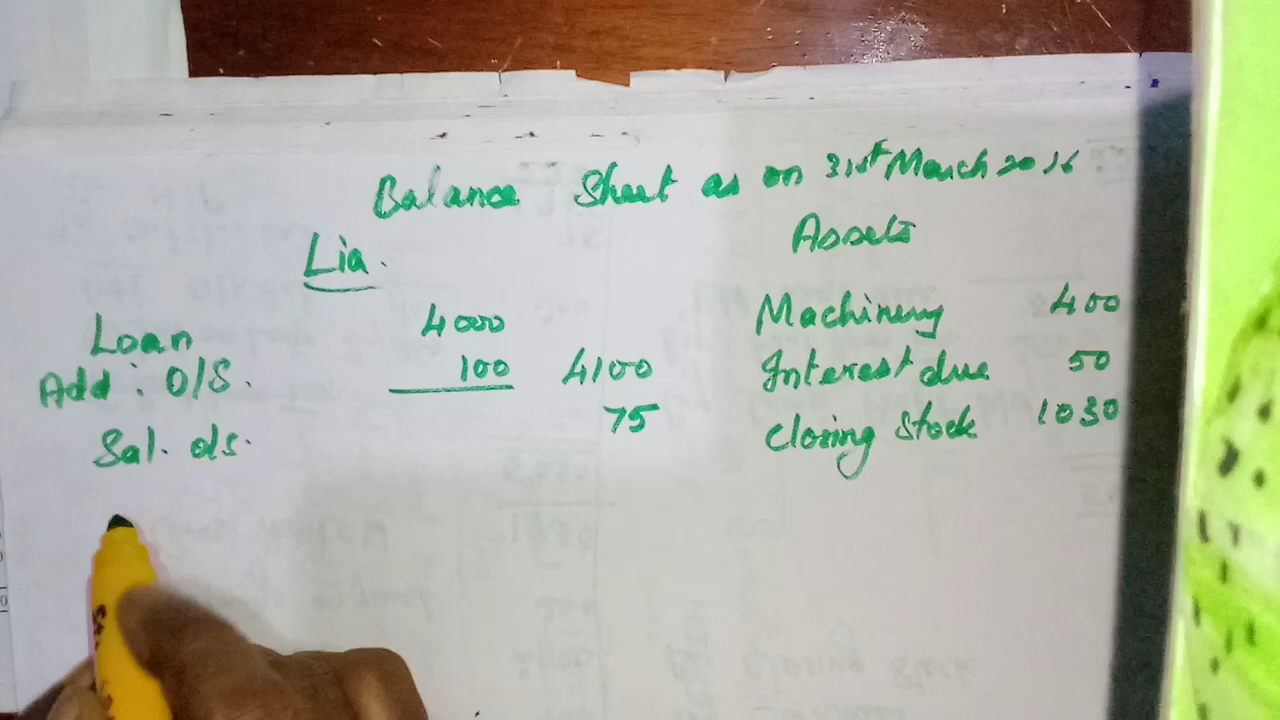 Balance Sheet as on 31st March 2016
Lia. Assets
Loan 4000 Machinery 400
Add: O/S. 100 4100 Interest due 50
Sal. o/s. 75 Closing Stock 1030